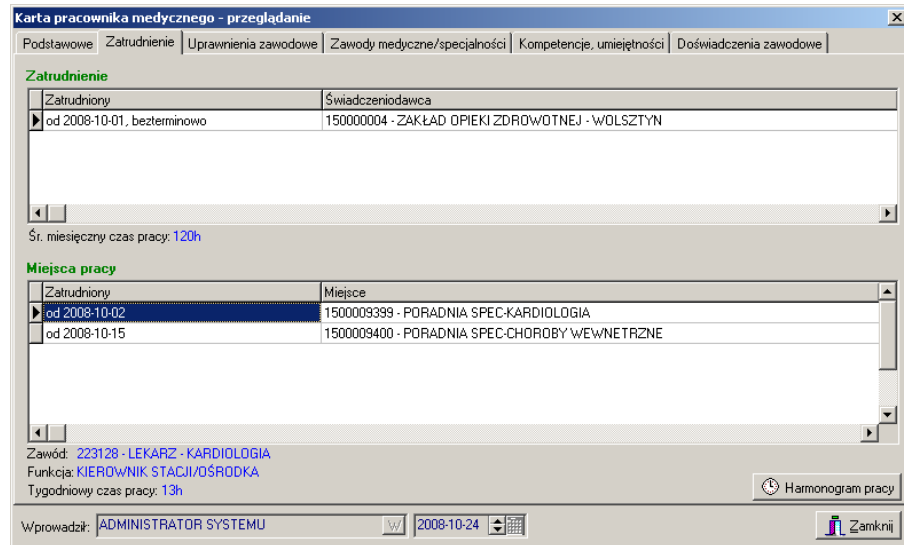 Karta pracownika medycznego - przeglądanie
Podstawowe Zatrudnienie Uprawnienia zawodowe Zawody medyczne/specjalności Kompetencje, umiejętności Doświadczenia zawodowe
Zatrudnienie
Zatrudniony Świadczeniodawca
od 2008-10-01, bezterminowo 150000004 - ZAKŁAD OPIEKI ZDROWOTNEJ - WOLSZTYN
Śr. miesięczny czas pracy: 120h
Miejsca pracy
Zatrudniony Miejsce
od 2008-10-02 1500009399 - PORADNIA SPEC-KARDIOLOGIA
od 2008-10-15 1500009400 - PORADNIA SPEC-CHOROBY WEWNETRZNE
Zawód: 223128 - LEKARZ - KARDIOLOGIA
Funkcja: KIEROWNIK STACJI/OŚRODKA
Tygodniowy czas pracy: 13h
Harmonogram pracy
Wprowadził: ADMINISTRATOR SYSTEMU W 2008-10-24 Zamknij